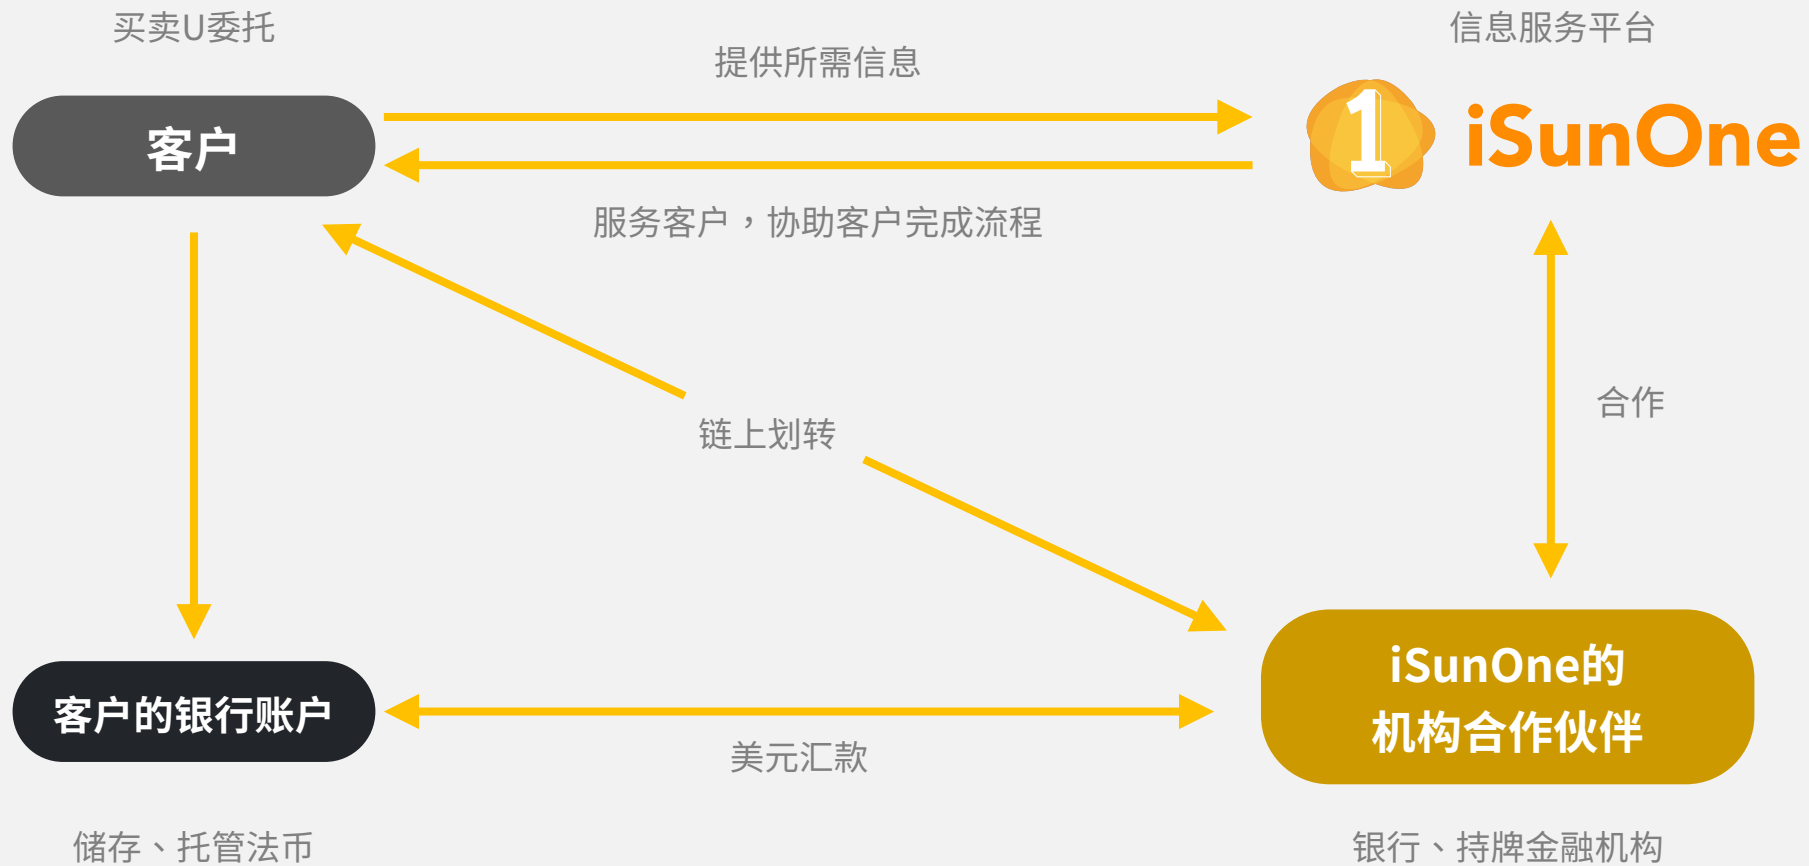 买卖U委托
信息服务平台
提供所需信息
客户
1
iSunOne
服务客户，协助客户完成流程
合作
链上划转
iSunOne的
机构合作伙伴
客户的银行账户
美元汇款
储存、托管法币
银行、持牌金融机构